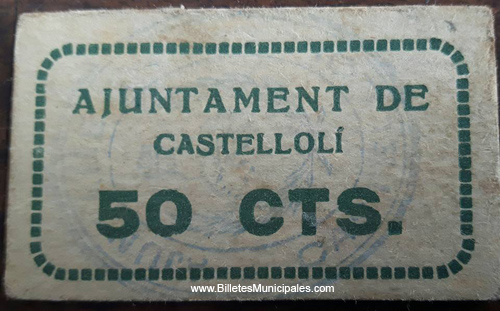 AJUNTAMENT DE
CASTELLOLÍ
50 CTS.
www.BilletesMunicipales.com